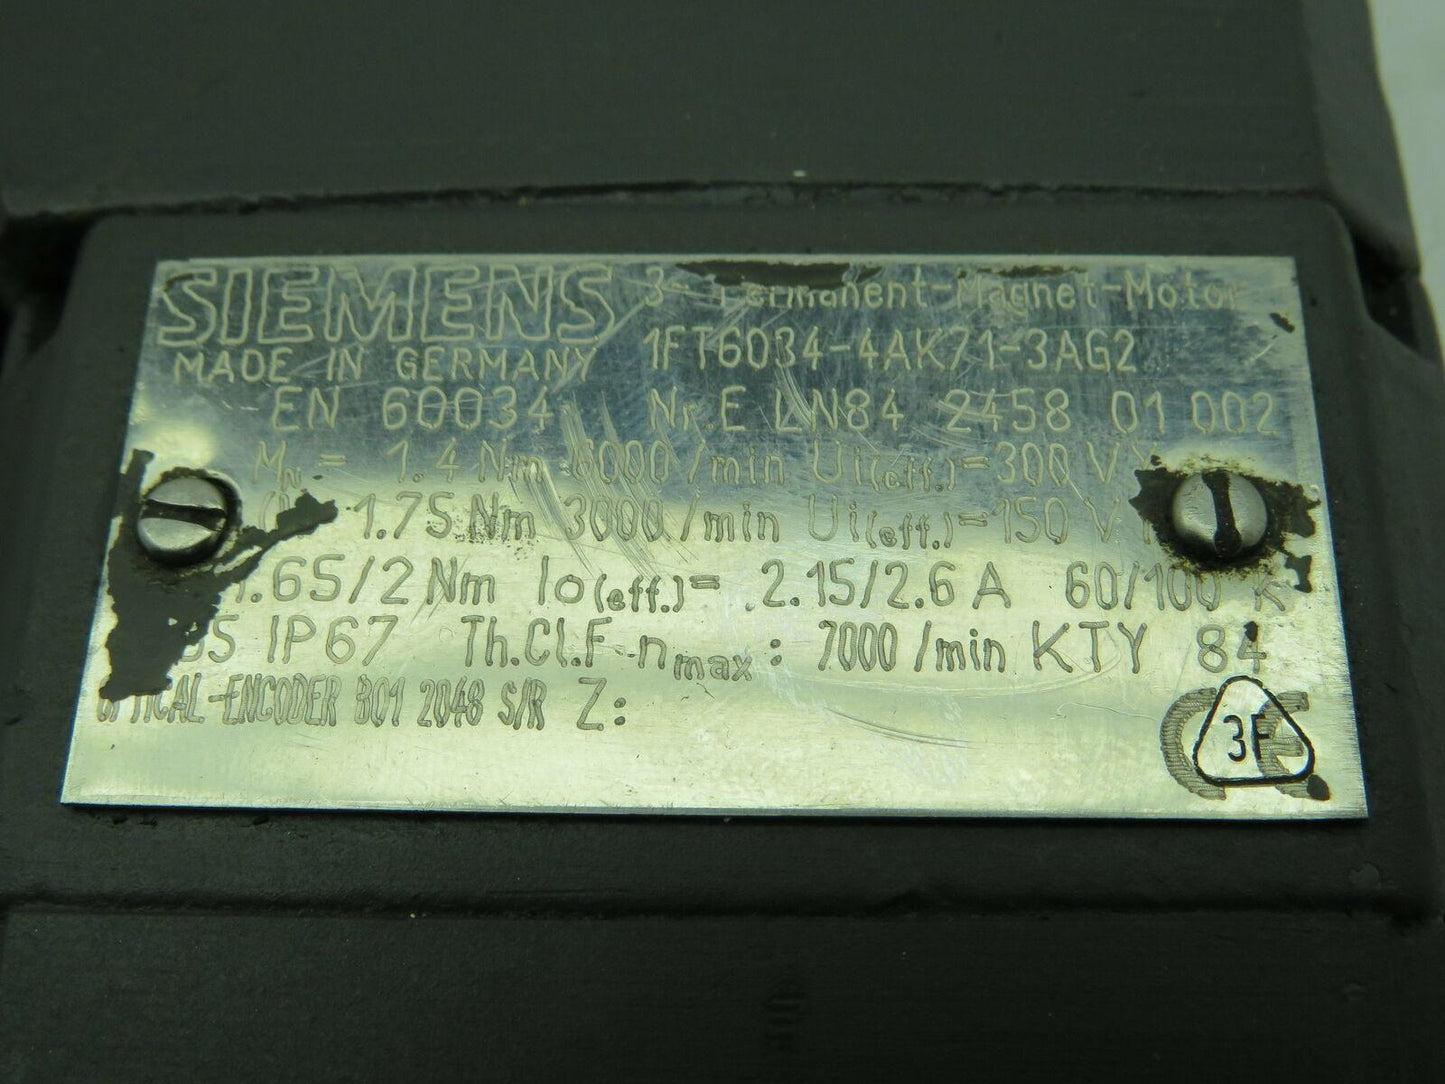 SIEMENS 3~ Permanent-Magnet-Motor
MADE IN GERMANY 1FT6034-4AK71-3AG2
EN 60034 Nr.E LN84 2458 01 002
MN = 1.4 Nm 6000/min Ui(eff.)=300 V Y
1.75 Nm 3000/min Ui(eff.)=150 V
1.65/2 Nm Io(eff.)= 2.15/2.6 A 60/100 K
IP67 Th.Cl.F nmax: 7000/min KTY 84
OPTICAL-ENCODER B01 2048 S/R Z:
CE
3F